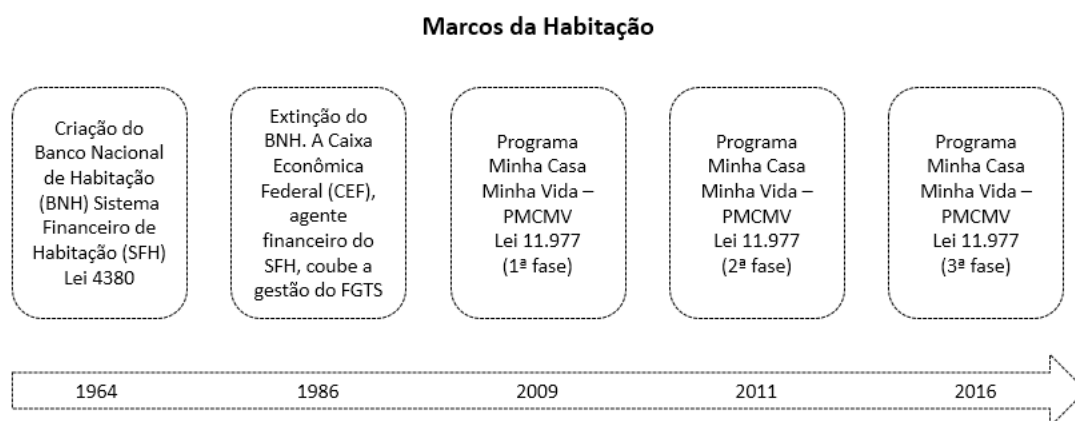 Marcos da Habitação
Criação do
Banco Nacional
de Habitação
(BNH) Sistema
Financeiro de
Habitação (SFH)
Lei 4380
Extinção do
BNH. A Caixa
Econômica
Federal (CEF),
agente
financeiro do
SFH, coube a
gestão do FGTS
Programa
Minha Casa
Minha Vida –
PMCMV
Lei 11.977
(1ª fase)
Programa
Minha Casa
Minha Vida –
PMCMV
Lei 11.977
(2ª fase)
Programa
Minha Casa
Minha Vida –
PMCMV
Lei 11.977
(3ª fase)
1964
1986
2009
2011
2016